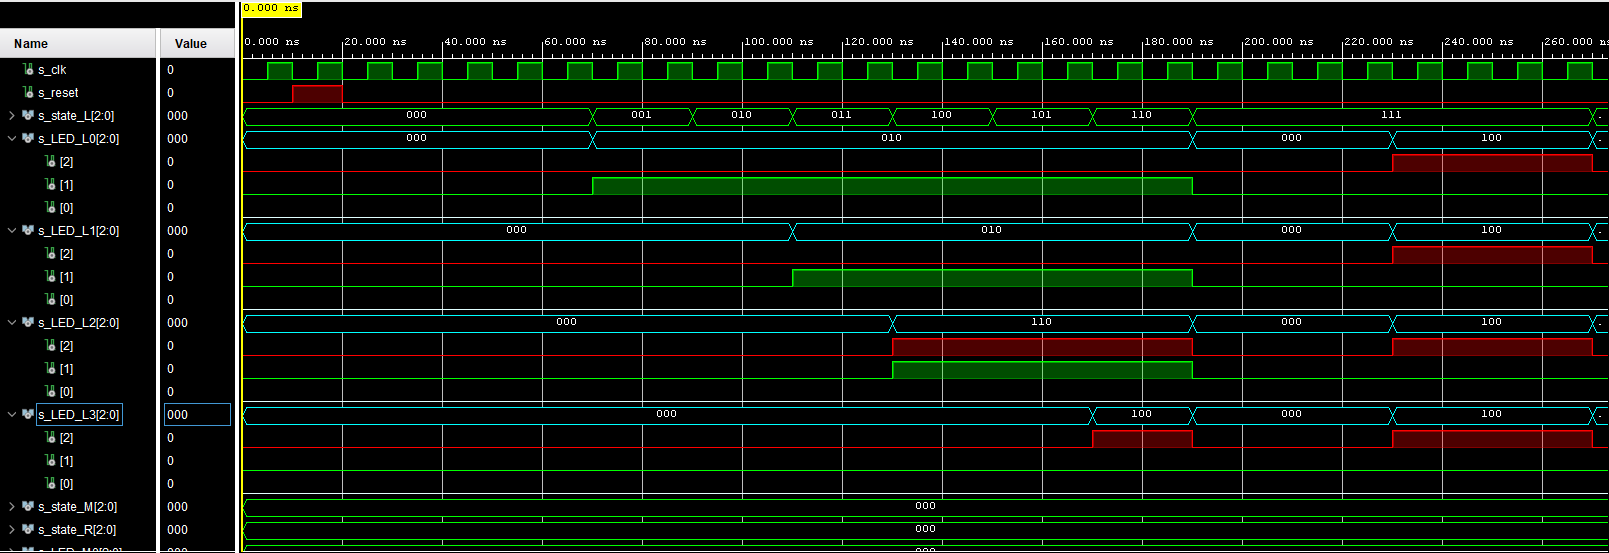 0.000 ns
Name Value 0.000 ns 20.000 ns 40.000 ns 60.000 ns 80.000 ns 100.000 ns 120.000 ns 140.000 ns 160.000 ns 180.000 ns 200.000 ns 220.000 ns 240.000 ns 260.000
s_clk 0
s_reset 0
s_state_L[2:0] 000 000 001 010 011 100 101 110 111 .
s_LED_L0[2:0] 000 000 010 000 100 .
[2] 0
[1] 0
[0] 0
s_LED_L1[2:0] 000 000 010 000 100 .
[2] 0
[1] 0
[0] 0
s_LED_L2[2:0] 000 000 110 000 100 .
[2] 0
[1] 0
[0] 0
s_LED_L3[2:0] 000 000 100 000 100 .
[2] 0
[1] 0
[0] 0
s_state_M[2:0] 000 000
s_state_R[2:0] 000 000
s_LED_M0[2:0] 000 000